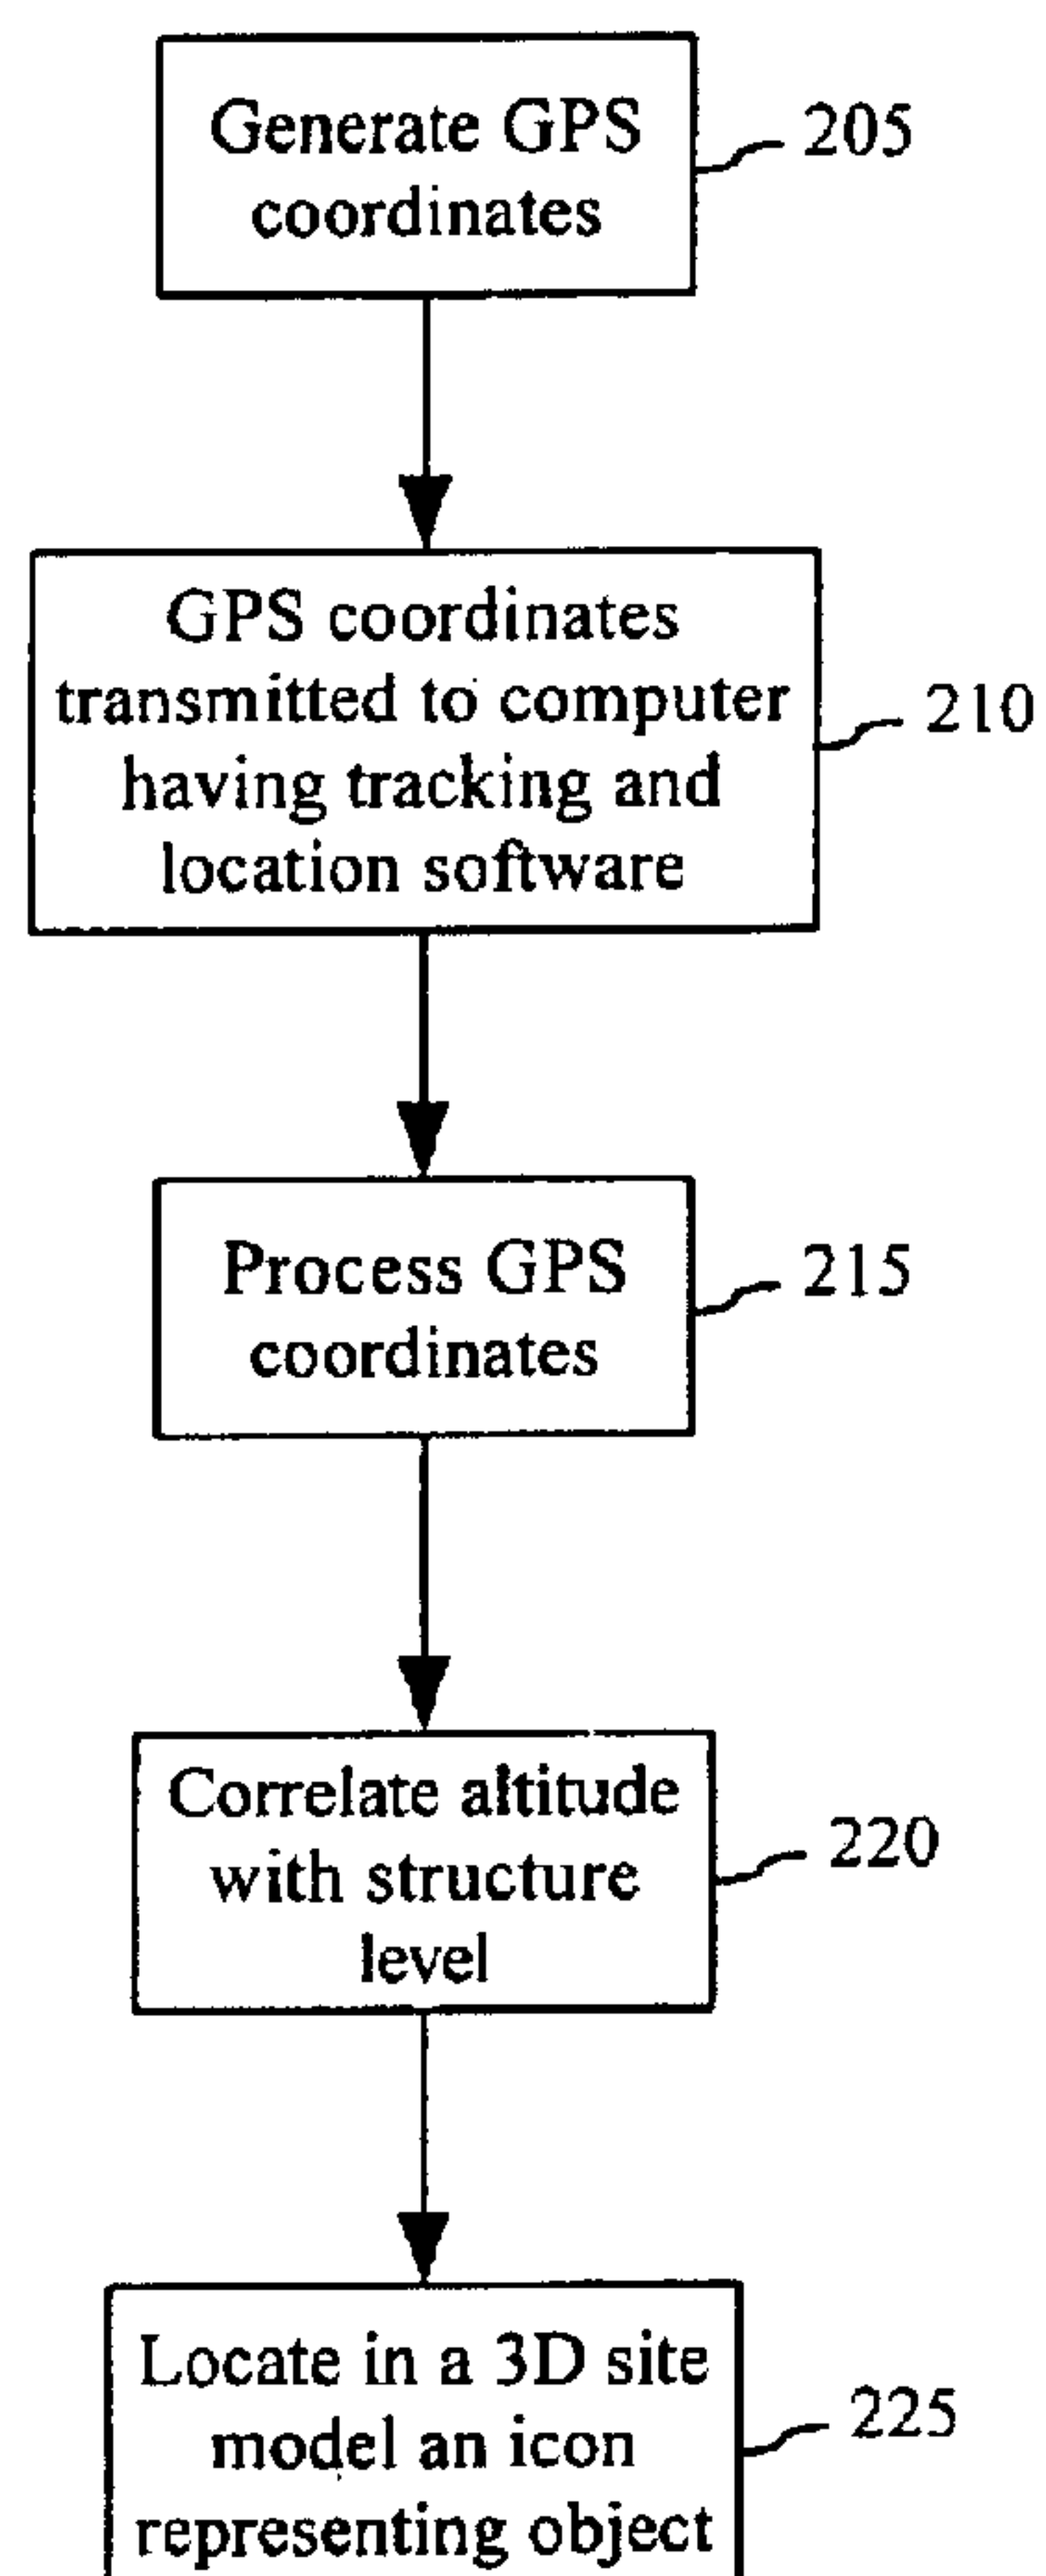 Generate GPS
coordinates
205
GPS coordinates
transmitted to computer
having tracking and
location software
210
Process GPS
coordinates
215
Correlate altitude
with structure
level
220
Locate in a 3D site
model an icon
representing object
225